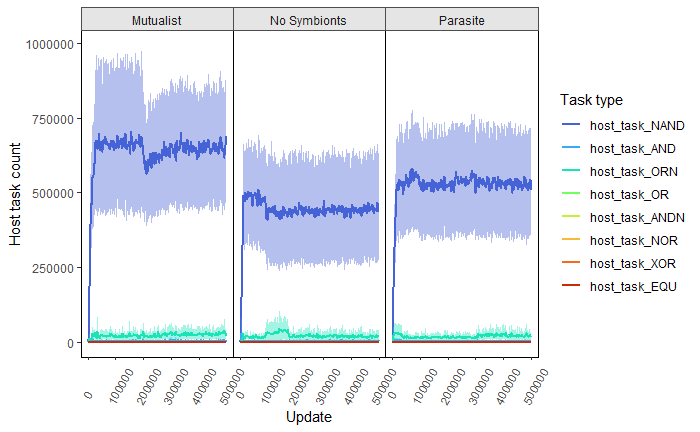 Mutualist
No Symbionts
Parasite
Host task count
1000000
750000
500000
250000
0
0
100000
200000
300000
400000
500000
0
100000
200000
300000
400000
500000
0
100000
200000
300000
400000
500000
Update
Task type
host_task_NAND
host_task_AND
host_task_ORN
host_task_OR
host_task_ANDN
host_task_NOR
host_task_XOR
host_task_EQU